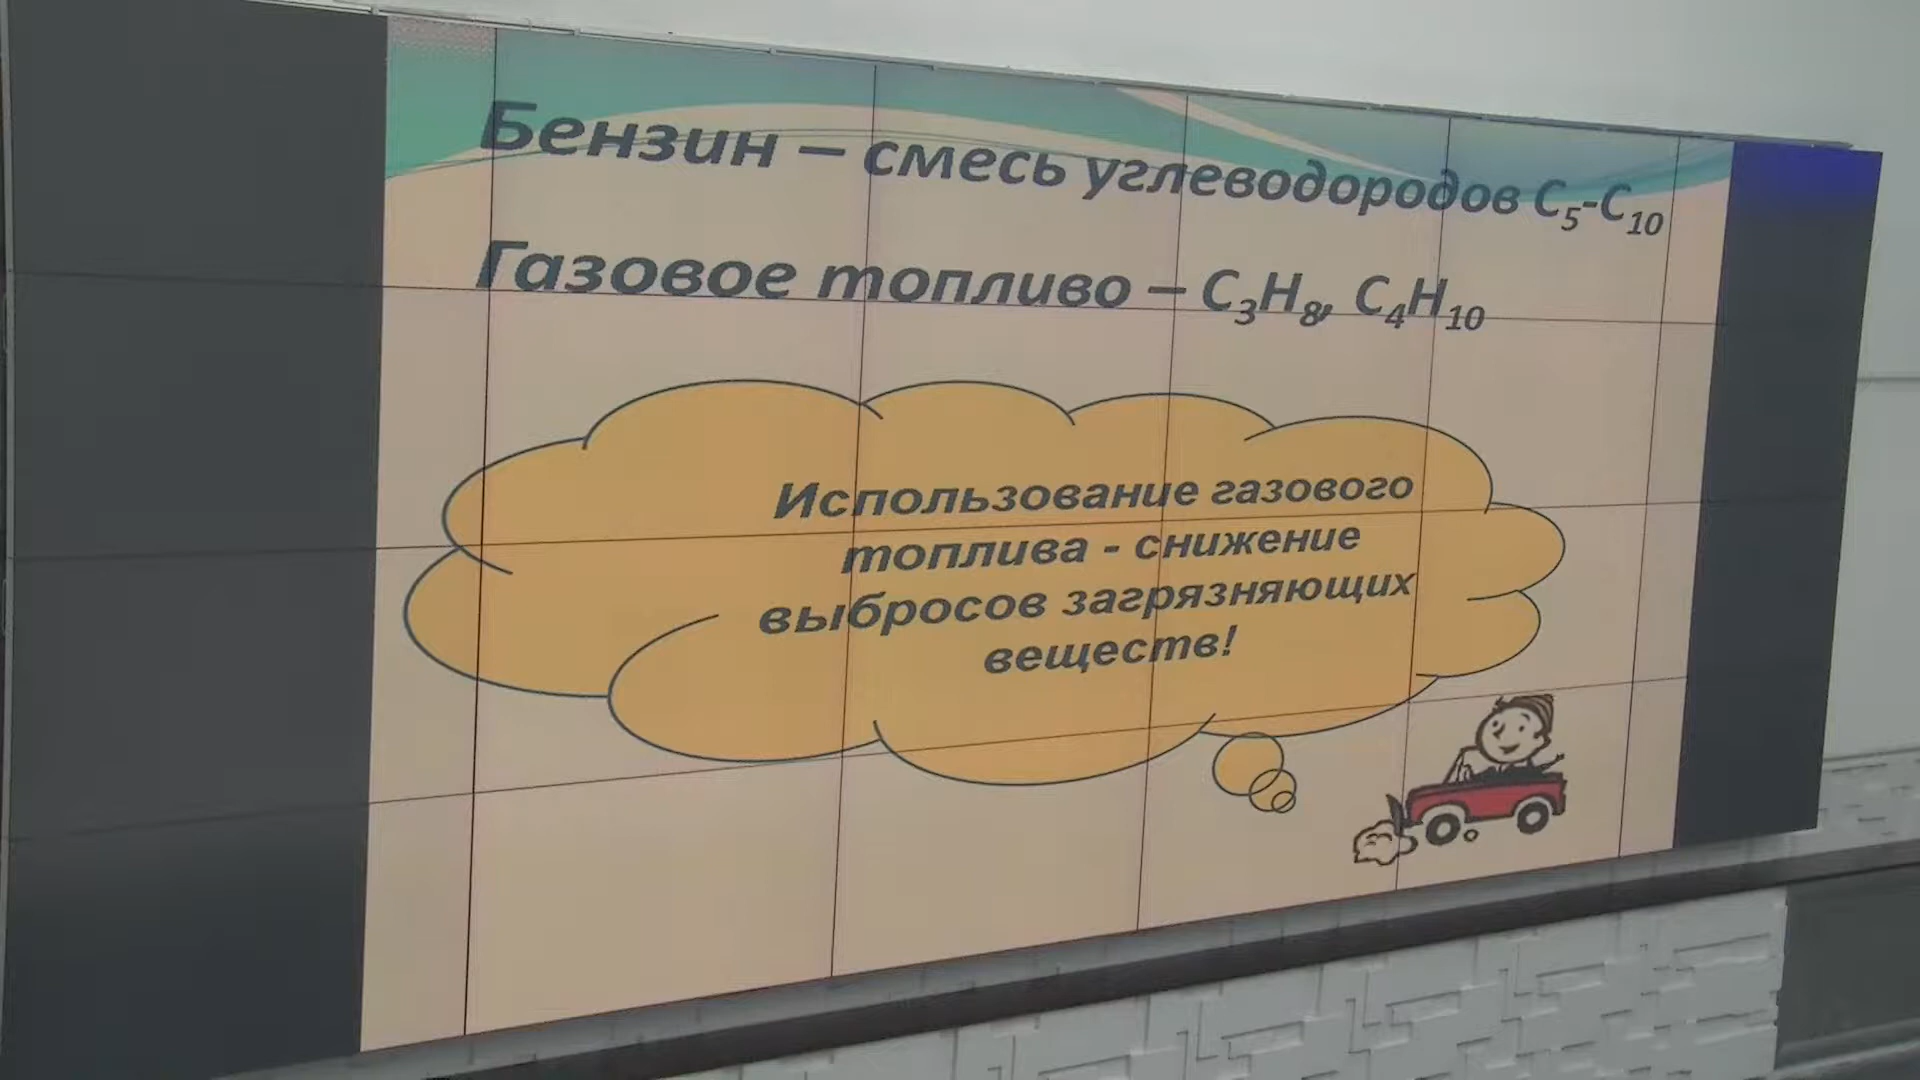 Бензин – смесь углеводородов C₅-C₁₀
Газовое топливо – C₃H₈, C₄H₁₀
Использование газового
топлива - снижение
выбросов загрязняющих
веществ!